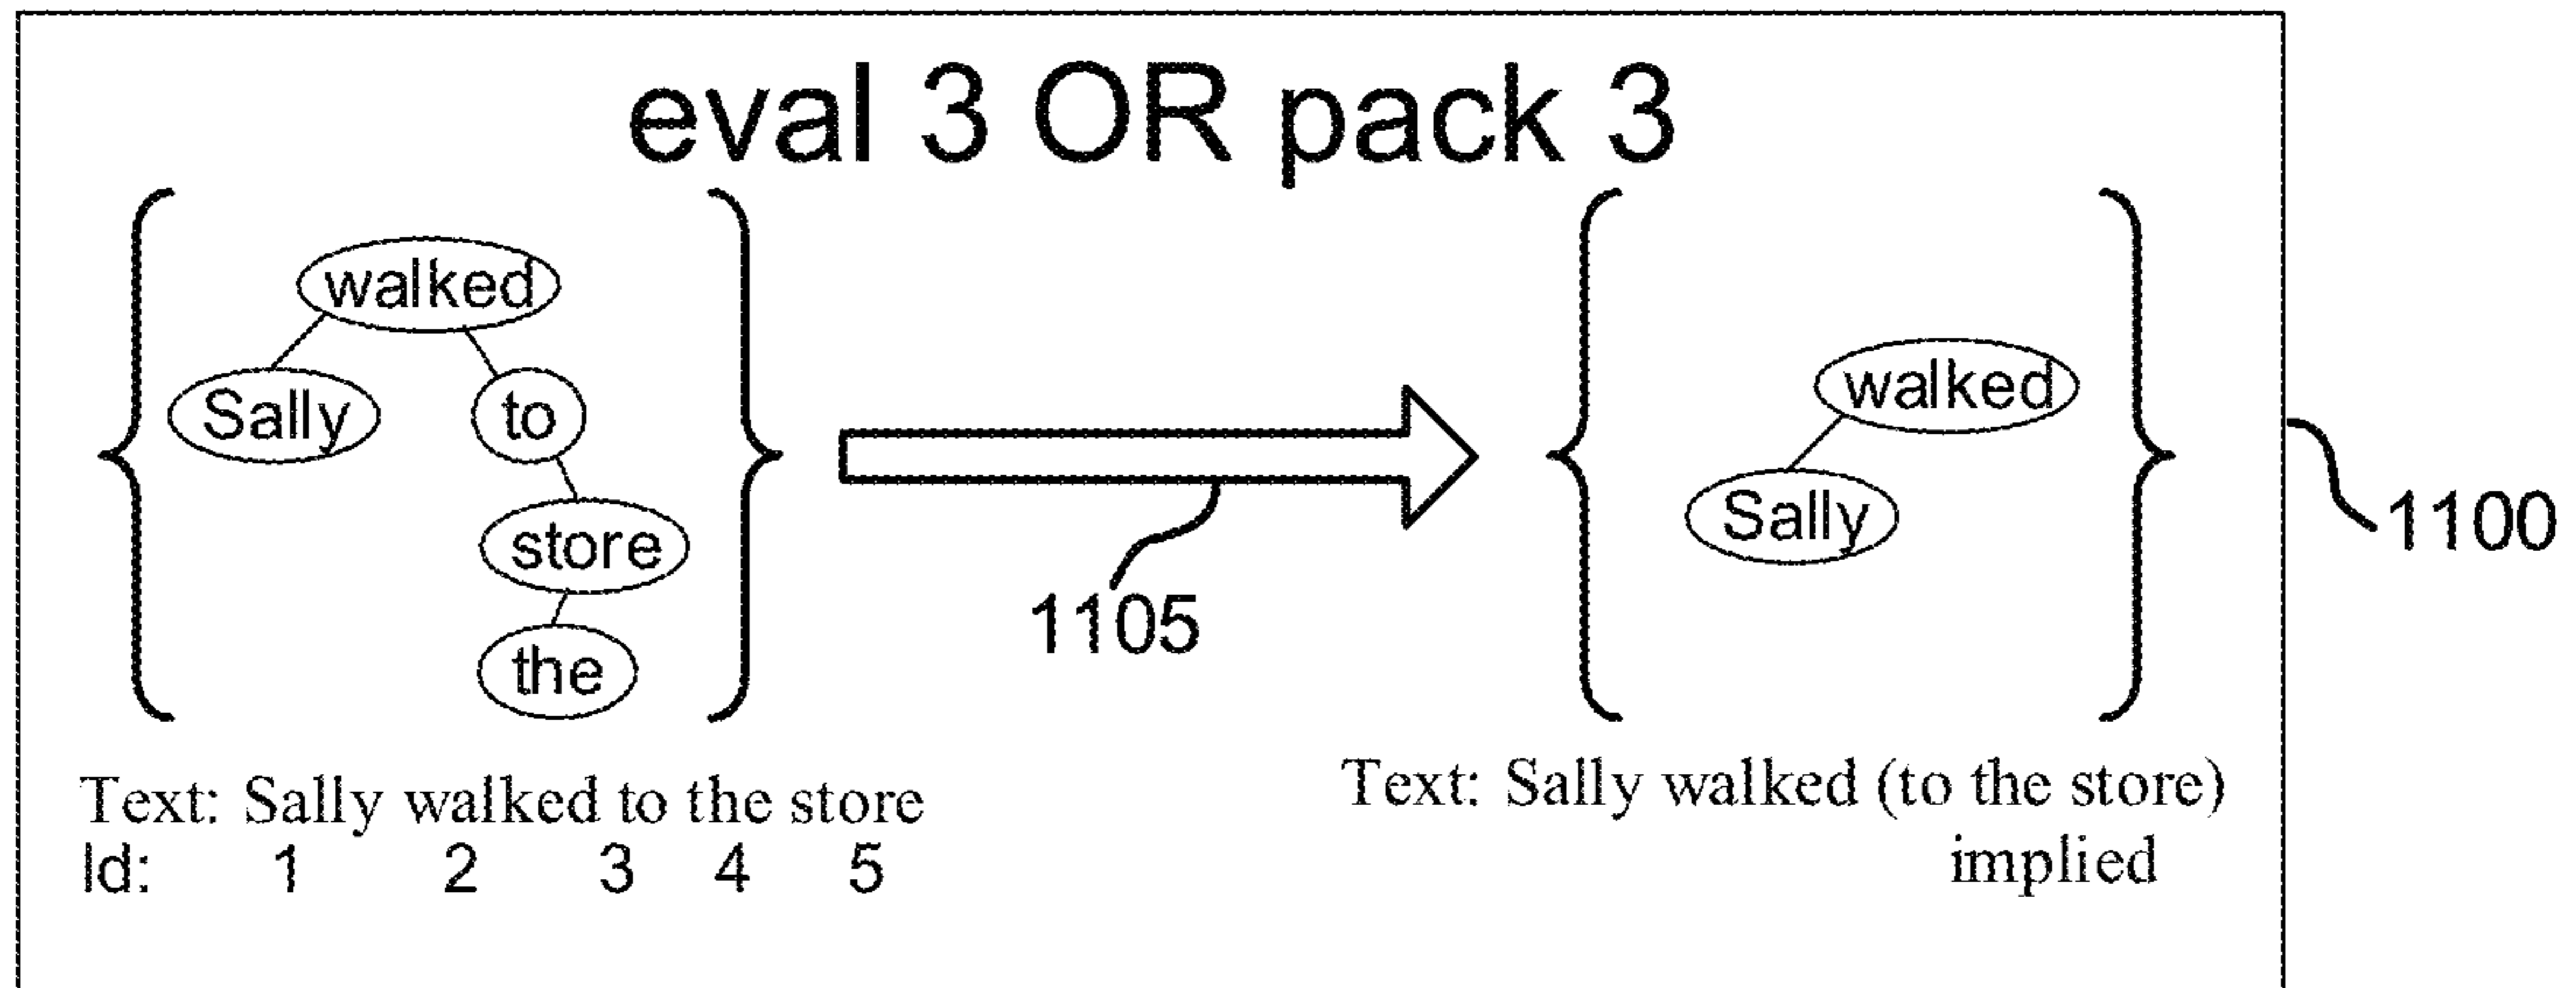 eval 3 OR pack 3
walked
Sally
to
store
the
Text: Sally walked to the store
Id: 1 2 3 4 5
1105
walked
Sally
Text: Sally walked (to the store)
implied
1100